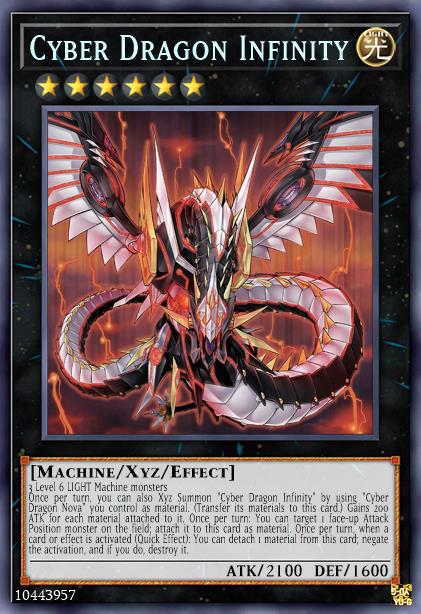 CYBER DRAGON INFINITY
LIGHT
光
[MACHINE/XYZ/EFFECT]
3 Level 6 LIGHT Machine monsters
Once per turn, you can also Xyz Summon "Cyber Dragon Infinity" by using "Cyber
Dragon Nova" you control as material. (Transfer its materials to this card.) Gains 200
ATK for each material attached to it. Once per turn: You can target 1 face-up Attack
Position monster on the field; attach it to this card as material. Once per turn, when a
card or effect is activated (Quick Effect): You can detach 1 material from this card; negate
the activation, and if you do, destroy it.
ATK/2100 DEF/1600
10443957